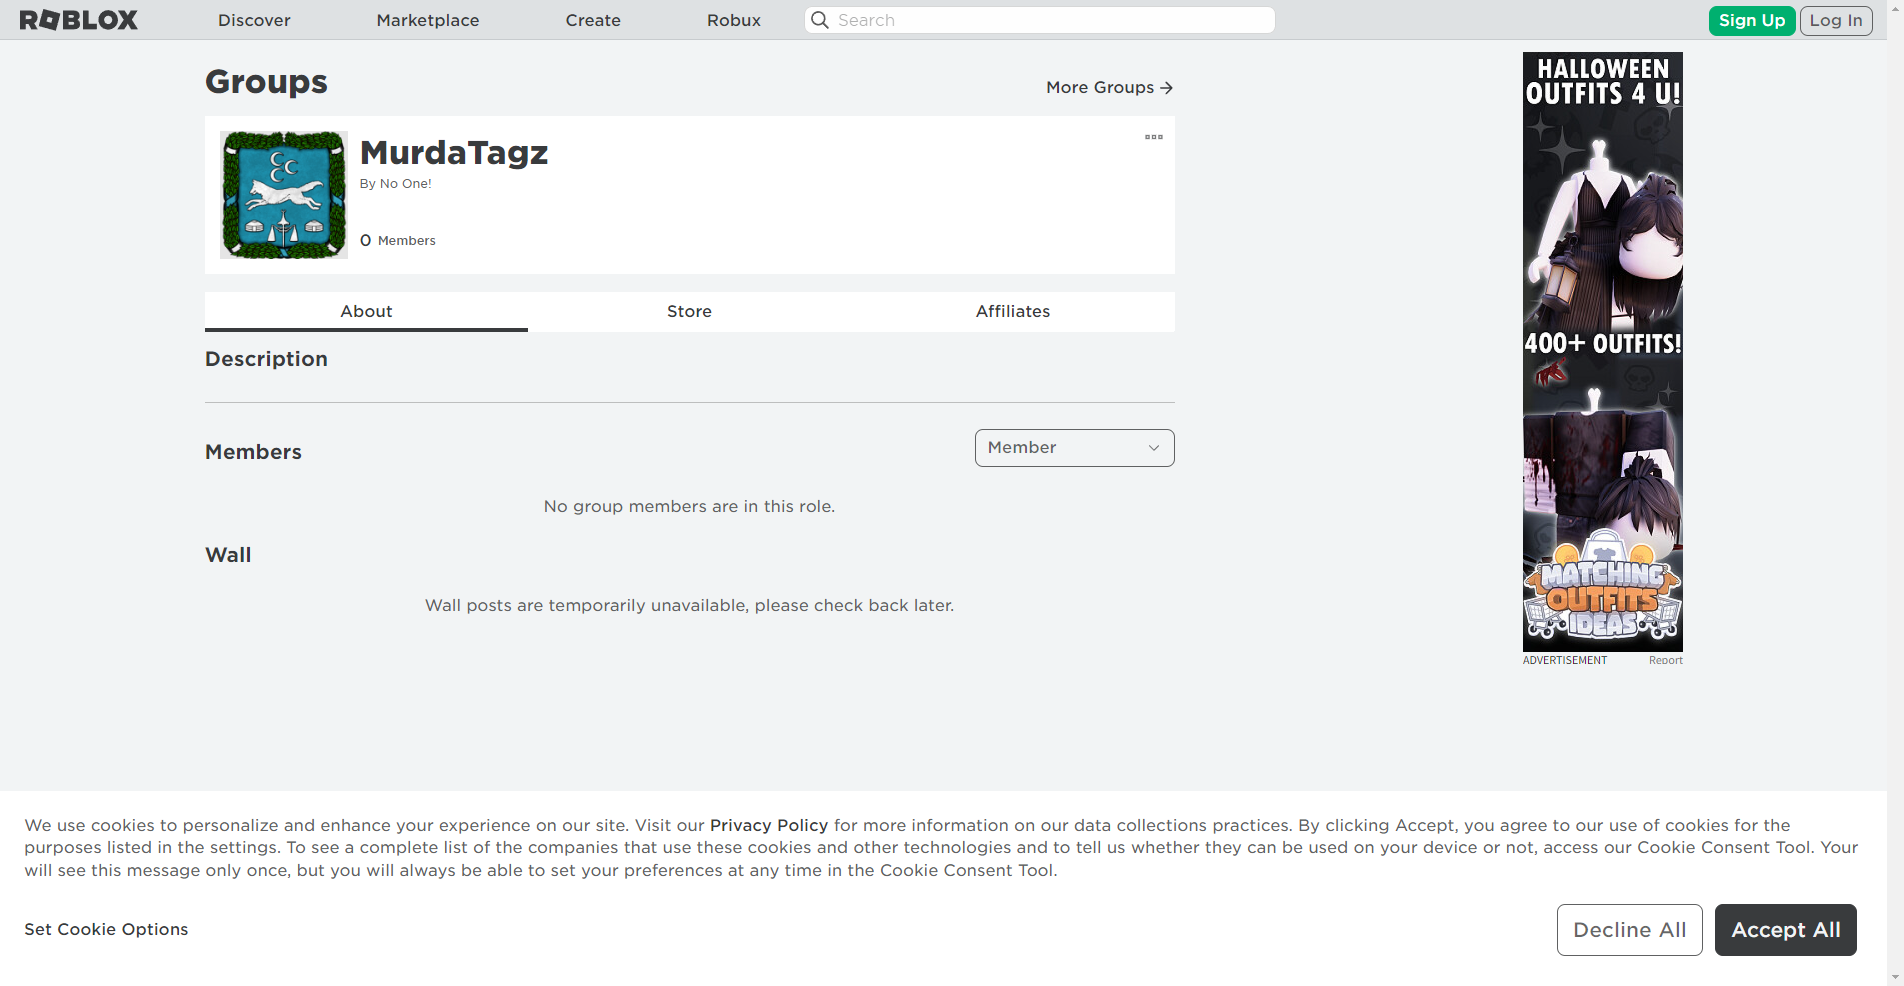 ROBLOX
Discover
Marketplace
Create
Robux
Search
Sign Up
Log In
Groups
More Groups
MurdaTagz
By No One!
0 Members
About
Store
Affiliates
Description
Members
Member
No group members are in this role.
Wall
Wall posts are temporarily unavailable, please check back later.
HALLOWEEN
OUTFITS 4 U!
400+ OUTFITS!
MATCHING
OUTFITS
IDEAS
ADVERTISEMENT
Report
We use cookies to personalize and enhance your experience on our site. Visit our Privacy Policy for more information on our data collections practices. By clicking Accept, you agree to our use of cookies for the
purposes listed in the settings. To see a complete list of the companies that use these cookies and other technologies and to tell us whether they can be used on your device or not, access our Cookie Consent Tool. Your
will see this message only once, but you will always be able to set your preferences at any time in the Cookie Consent Tool.
Set Cookie Options
Decline All
Accept All